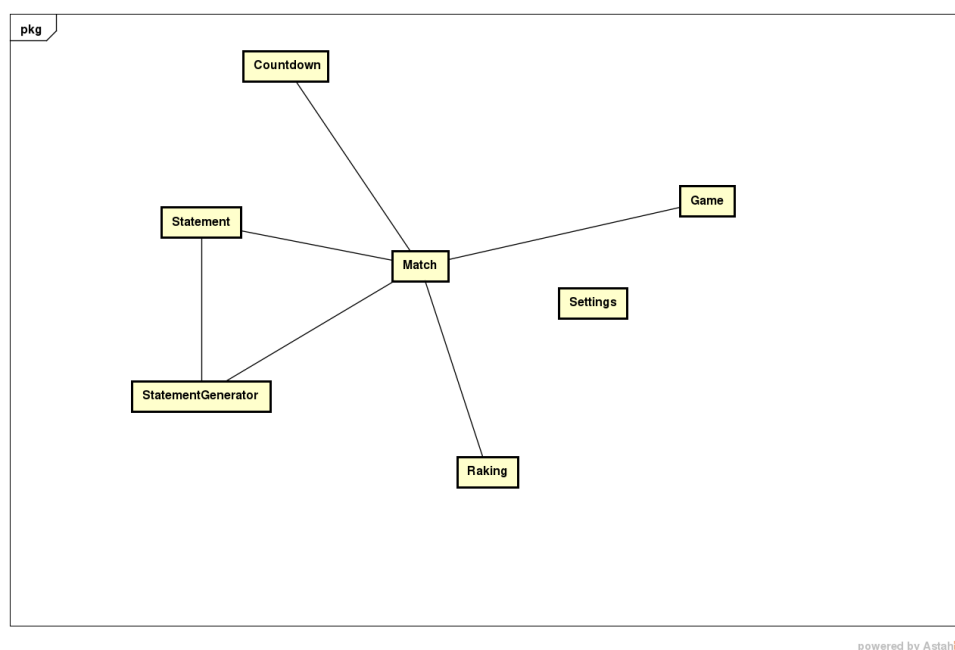 pkg
Countdown
Game
Statement
Match
Settings
StatementGenerator
Raking
powered by Astah